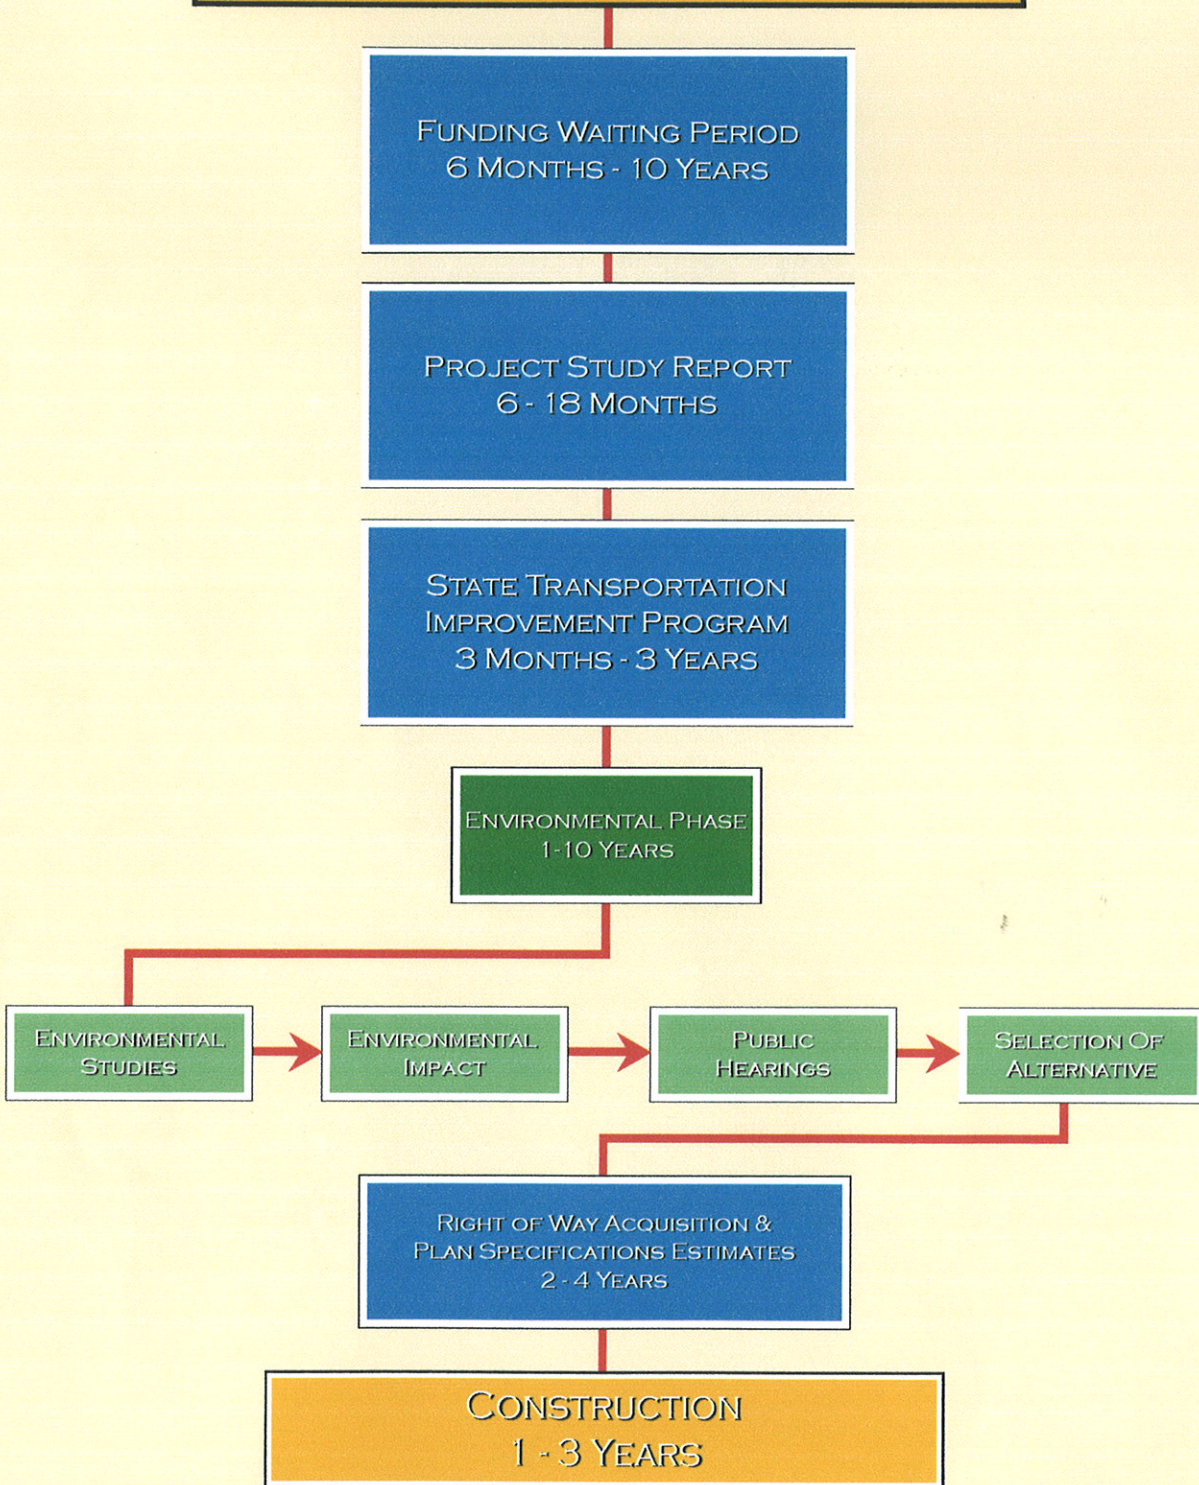 FUNDING WAITING PERIOD
6 MONTHS - 10 YEARS
PROJECT STUDY REPORT
6 - 18 MONTHS
STATE TRANSPORTATION
IMPROVEMENT PROGRAM
3 MONTHS - 3 YEARS
ENVIRONMENTAL PHASE
1-10 YEARS
ENVIRONMENTAL
STUDIES
ENVIRONMENTAL
IMPACT
PUBLIC
HEARINGS
SELECTION OF
ALTERNATIVE
RIGHT OF WAY ACQUISITION &
PLAN SPECIFICATIONS ESTIMATES
2 - 4 YEARS
CONSTRUCTION
1 - 3 YEARS